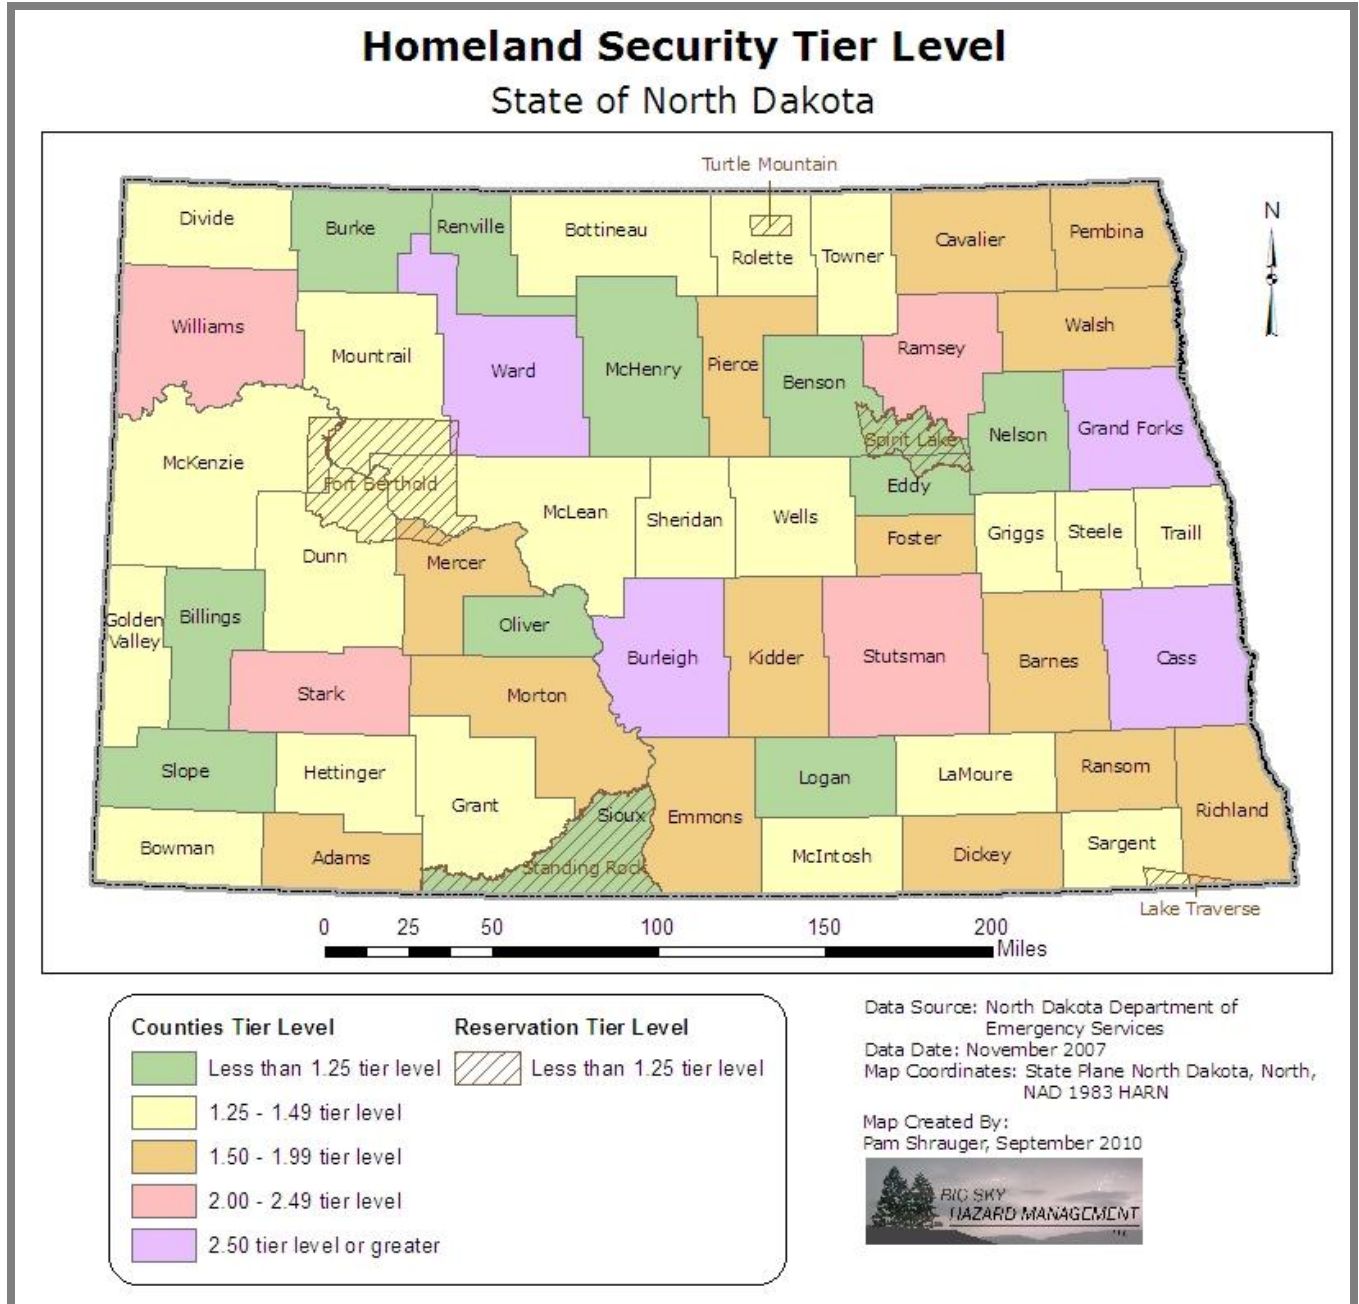 Homeland Security Tier Level
State of North Dakota
Turtle Mountain
N
Divide
Burke
Renville
Bottineau
Rolette
Towner
Cavalier
Pembina
Williams
Mountrail
Ward
McHenry
Pierce
Benson
Ramsey
Walsh
McKenzie
Fort Berthold
Spirit Lake
Nelson
Grand Forks
Dunn
McLean
Sheridan
Wells
Eddy
Foster
Griggs
Steele
Traill
Mercer
Golden
Valley
Billings
Oliver
Burleigh
Kidder
Stutsman
Barnes
Cass
Stark
Morton
Slope
Hettinger
Grant
Sioux
Emmons
Logan
LaMoure
Ransom
Richland
Bowman
Adams
Standing Rock
McIntosh
Dickey
Sargent
Lake Traverse
0 25 50 100 150 200
Miles
Counties Tier Level
Less than 1.25 tier level
1.25 - 1.49 tier level
1.50 - 1.99 tier level
2.00 - 2.49 tier level
2.50 tier level or greater
Reservation Tier Level
Less than 1.25 tier level
Data Source: North Dakota Department of
Emergency Services
Data Date: November 2007
Map Coordinates: State Plane North Dakota, North,
NAD 1983 HARN
Map Created By:
Pam Shrauger, September 2010
BIG SKY
HAZARD MANAGEMENT